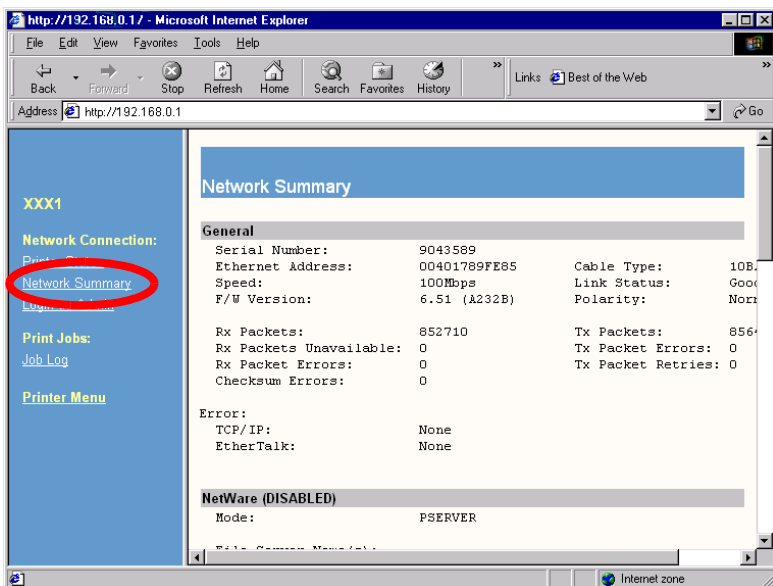 http://192.168.0.1/ - Microsoft Internet Explorer
File Edit View Favorites Tools Help
Back Forward Stop Refresh Home Search Favorites History » Links Best of the Web »
Address http://192.168.0.1 Go
XXX1
Network Connection:
Network Summary
Print Jobs:
Job Log
Printer Menu
Network Summary
General
Serial Number: 9043589
Ethernet Address: 00401789FE85 Cable Type: 10B.
Speed: 100Mbps Link Status: Good
F/W Version: 6.51 (A232B) Polarity:
Rx Packets: 852710 Tx Packets: 856
Rx Packets Unavailable: 0 Tx Packet Errors: 0
Rx Packet Errors: 0 Tx Packet Retries: 0
Checksum Errors: 0
Error:
TCP/IP: None
EtherTalk: None
NetWare (DISABLED)
Mode: PSERVER
Internet zone